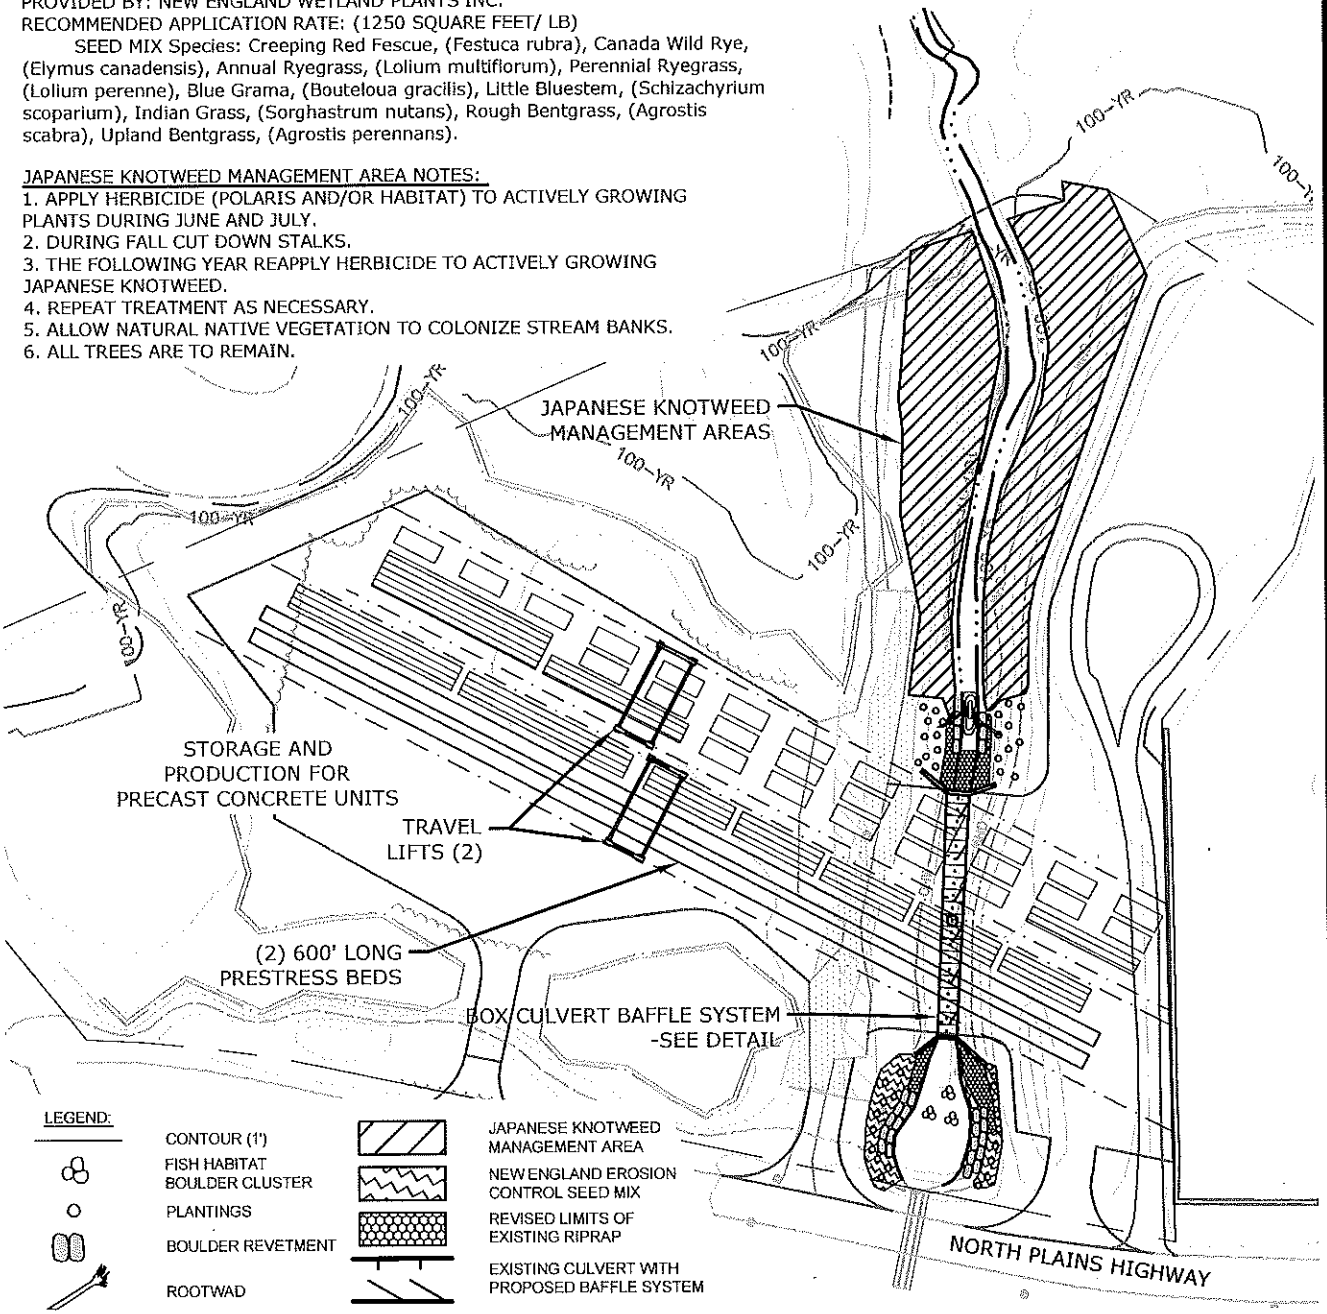 PROVIDED BY: NEW ENGLAND WETLAND PLANTS INC.
RECOMMENDED APPLICATION RATE: (1250 SQUARE FEET/ LB)
SEED MIX Species: Creeping Red Fescue, (Festuca rubra), Canada Wild Rye,
(Elymus canadensis), Annual Ryegrass, (Lolium multiflorum), Perennial Ryegrass,
(Lolium perenne), Blue Grama, (Bouteloua gracilis), Little Bluestem, (Schizachyrium
scoparium), Indian Grass, (Sorghastrum nutans), Rough Bentgrass, (Agrostis
scabra), Upland Bentgrass, (Agrostis perennans).
JAPANESE KNOTWEED MANAGEMENT AREA NOTES:
1. APPLY HERBICIDE (POLARIS AND/OR HABITAT) TO ACTIVELY GROWING
PLANTS DURING JUNE AND JULY.
2. DURING FALL CUT DOWN STALKS.
3. THE FOLLOWING YEAR REAPPLY HERBICIDE TO ACTIVELY GROWING
JAPANESE KNOTWEED.
4. REPEAT TREATMENT AS NECESSARY.
5. ALLOW NATURAL NATIVE VEGETATION TO COLONIZE STREAM BANKS.
6. ALL TREES ARE TO REMAIN.
100-YR
100-YR
100-YR
100-YR
100-YR
100-YR
100-YR
100-YR
JAPANESE KNOTWEED
MANAGEMENT AREAS
STORAGE AND
PRODUCTION FOR
PRECAST CONCRETE UNITS
TRAVEL
LIFTS (2)
(2) 600' LONG
PRESTRESS BEDS
BOX CULVERT BAFFLE SYSTEM
-SEE DETAIL
NORTH PLAINS HIGHWAY
LEGEND:
CONTOUR (1')
FISH HABITAT
BOULDER CLUSTER
PLANTINGS
BOULDER REVETMENT
ROOTWAD
JAPANESE KNOTWEED
MANAGEMENT AREA
NEW ENGLAND EROSION
CONTROL SEED MIX
REVISED LIMITS OF
EXISTING RIPRAP
EXISTING CULVERT WITH
PROPOSED BAFFLE SYSTEM